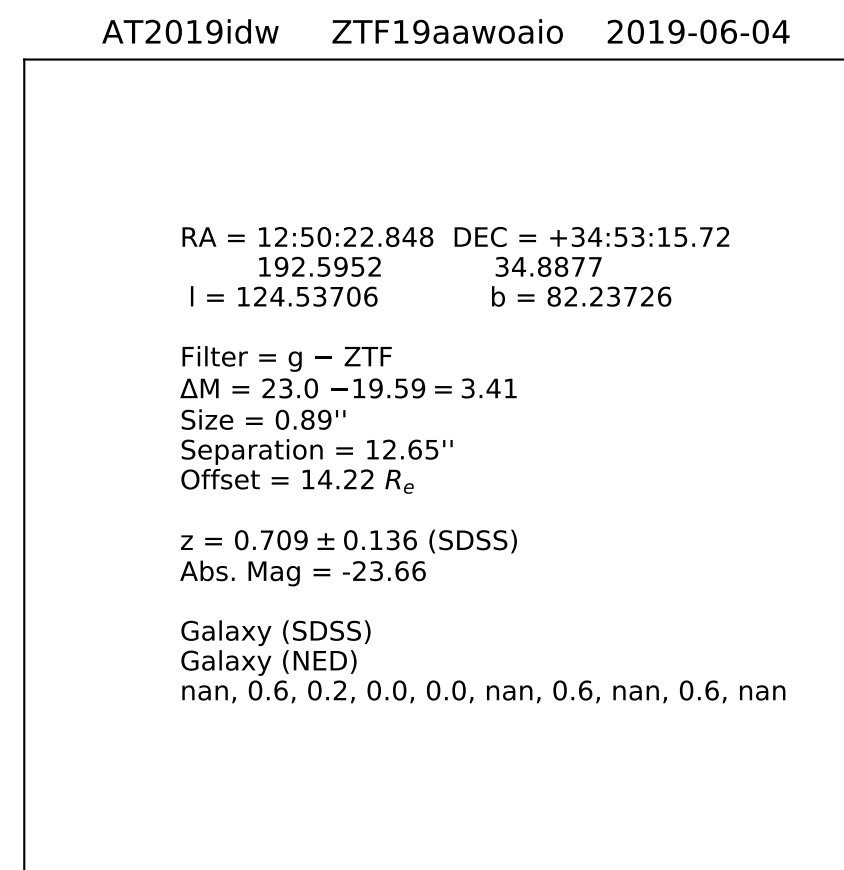 AT2019idw ZTF19aawoaio 2019-06-04
RA = 12:50:22.848 DEC = +34:53:15.72
192.5952 34.8877
l = 124.53706 b = 82.23726
Filter = g − ZTF
ΔM = 23.0 −19.59 = 3.41
Size = 0.89''
Separation = 12.65''
Offset = 14.22 Rₑ
z = 0.709 ± 0.136 (SDSS)
Abs. Mag = -23.66
Galaxy (SDSS)
Galaxy (NED)
nan, 0.6, 0.2, 0.0, 0.0, nan, 0.6, nan, 0.6, nan